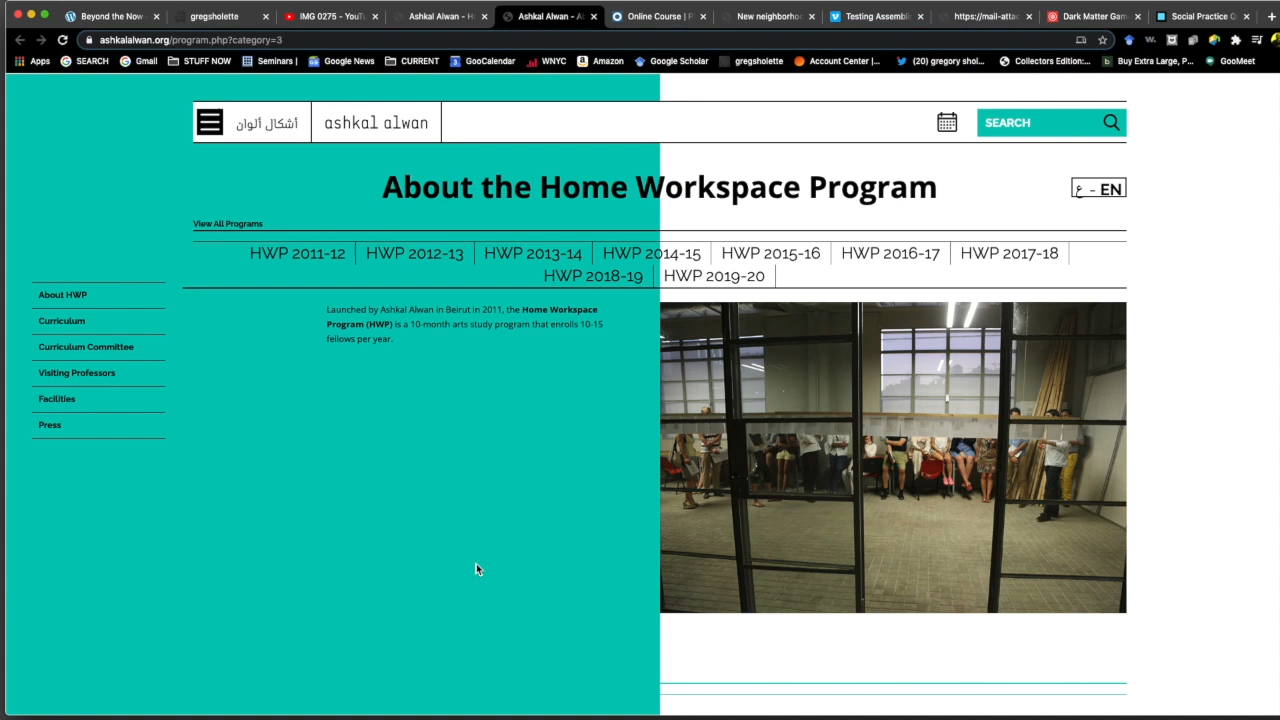 Beyond the Now
gregsholette
IMG 0275 - YouTu
Ashkal Alwan - H
Ashkal Alwan - A
Online Course | P
New neighborho
Testing Assemble
https://mail-attac
Dark Matter Gam
Social Practice Q
ashkalalwan.org/program.php?category=3
Apps
SEARCH
Gmail
STUFF NOW
Seminars |
Google News
CURRENT
GooCalendar
WNYC
Amazon
Google Scholar
gregsholette
Account Center |...
(20) gregory shol...
Collectors Edition:...
Buy Extra Large, P...
GooMeet
أشكال ألوان
ashkal alwan
SEARCH
About the Home Workspace Program
ع - EN
View All Programs
HWP 2011-12
HWP 2012-13
HWP 2013-14
HWP 2014-15
HWP 2015-16
HWP 2016-17
HWP 2017-18
HWP 2018-19
HWP 2019-20
About HWP
Curriculum
Curriculum Committee
Visiting Professors
Facilities
Press
Launched by Ashkal Alwan in Beirut in 2011, the Home Workspace
Program (HWP) is a 10-month arts study program that enrolls 10-15
fellows per year.